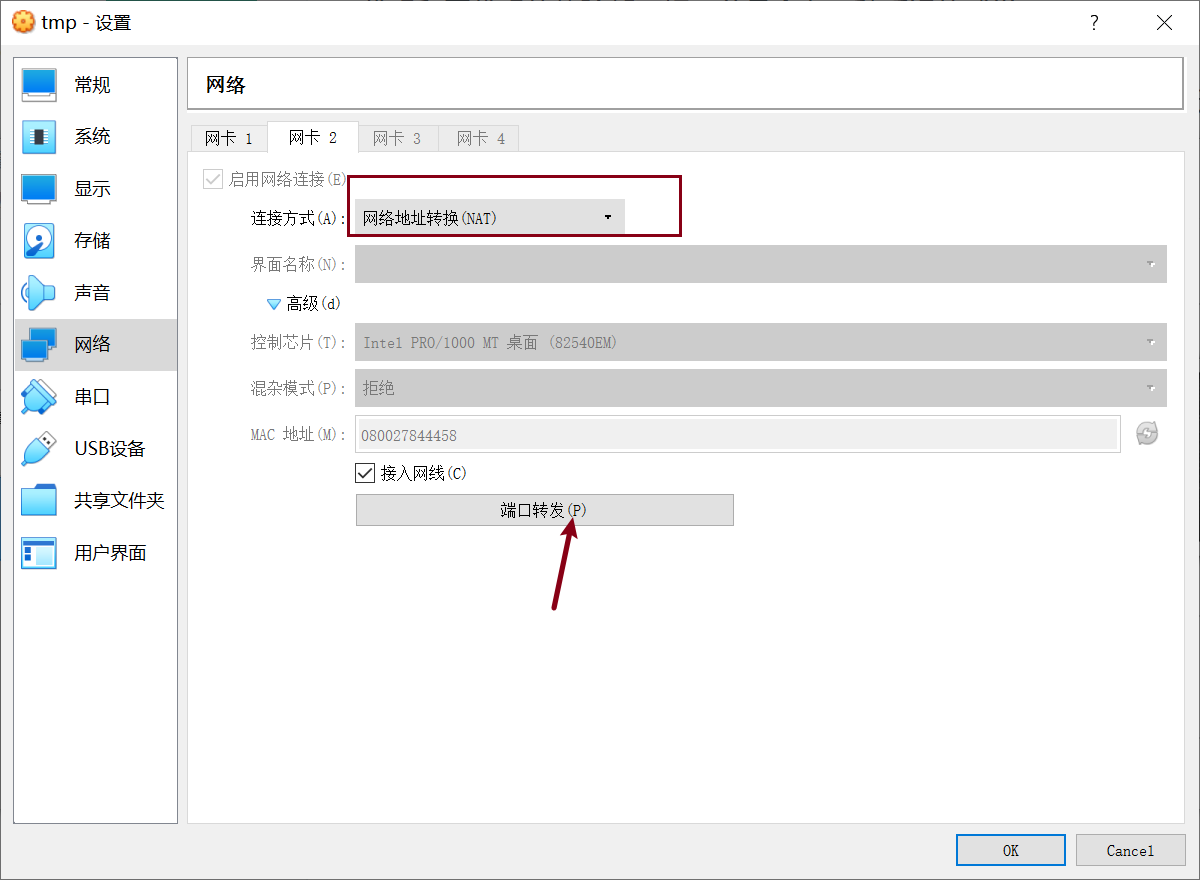 tmp - 设置
?
常规
系统
显示
存储
声音
网络
串口
USB设备
共享文件夹
用户界面
网络
网卡 1 网卡 2 网卡 3 网卡 4
启用网络连接(E)
连接方式(A): 网络地址转换(NAT)
界面名称(N):
高级(d)
控制芯片(T): Intel PRO/1000 MT 桌面 (82540EM)
混杂模式(P): 拒绝
MAC 地址(M): 080027844458
接入网线(C)
端口转发(P)
OK Cancel